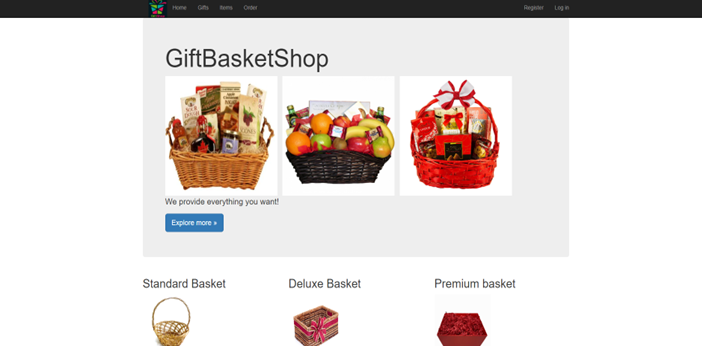 Home Gifts Items Order Register Log in
GiftBasketShop
We provide everything you want!
Explore more »
Standard Basket Deluxe Basket Premium basket